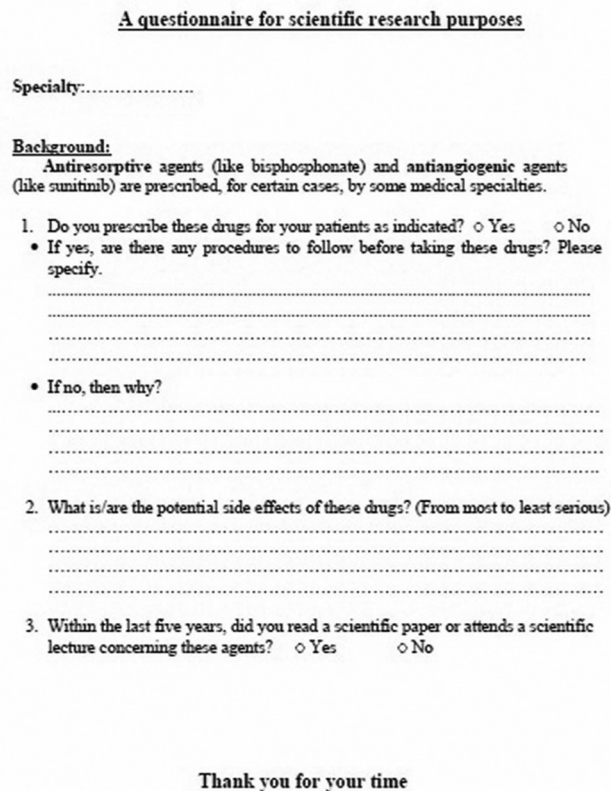 A questionnaire for scientific research purposes
Specialty:...................
Background:
Antiresorptive agents (like bisphosphonate) and antiangiogenic agents
(like sunitinib) are prescribed, for certain cases, by some medical specialties.
1. Do you prescribe these drugs for your patients as indicated? ○ Yes ○ No
• If yes, are there any procedures to follow before taking these drugs? Please
specify.
• If no, then why?
2. What is/are the potential side effects of these drugs? (From most to least serious)
3. Within the last five years, did you read a scientific paper or attends a scientific
lecture concerning these agents? ○ Yes ○ No
Thank you for your time